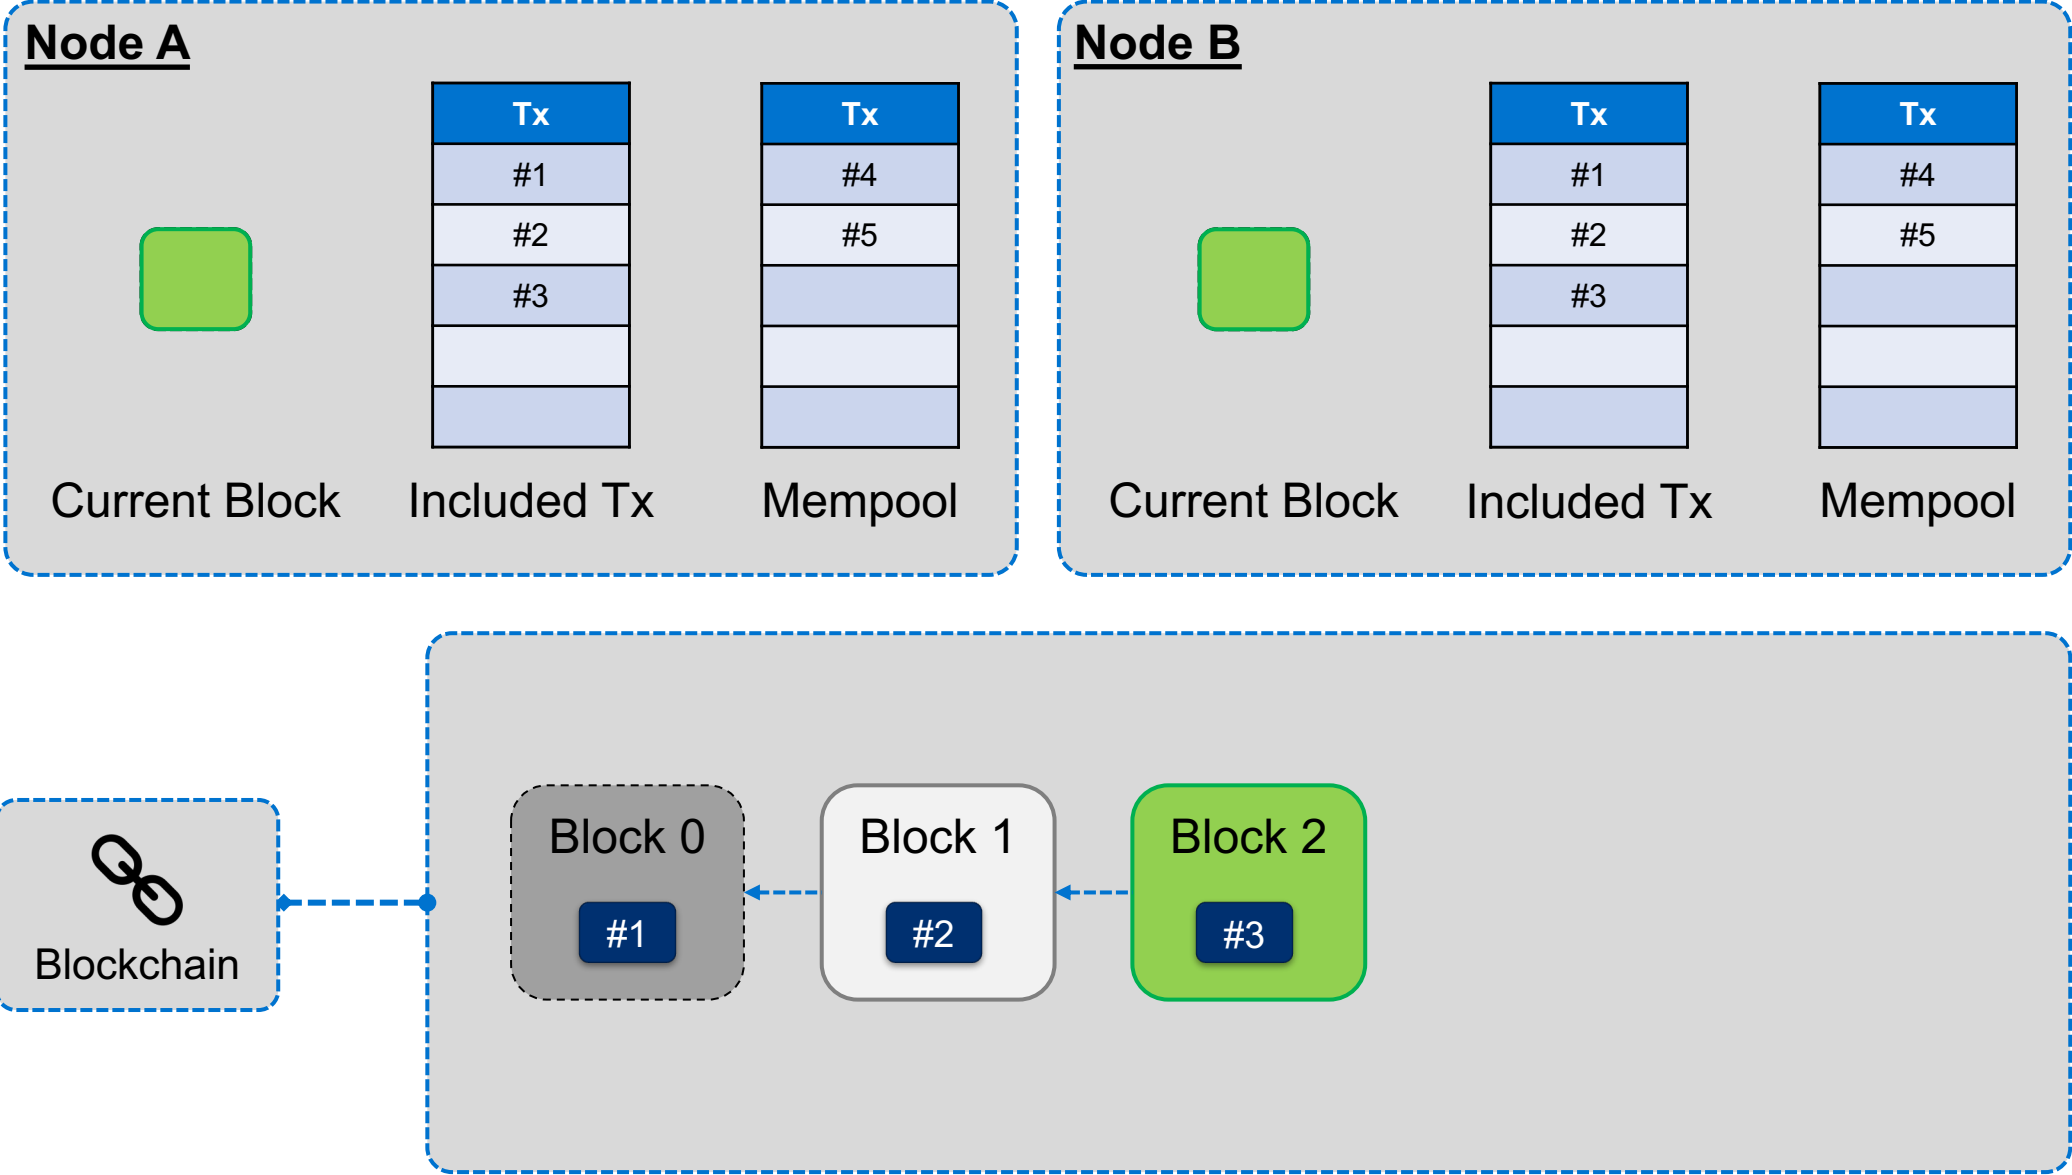 Node A
Tx
Tx
#1
#4
#2
#5
#3
Current Block
Included Tx
Mempool
Node B
Tx
Tx
#1
#4
#2
#5
#3
Current Block
Included Tx
Mempool
Blockchain
Block 0
#1
Block 1
#2
Block 2
#3